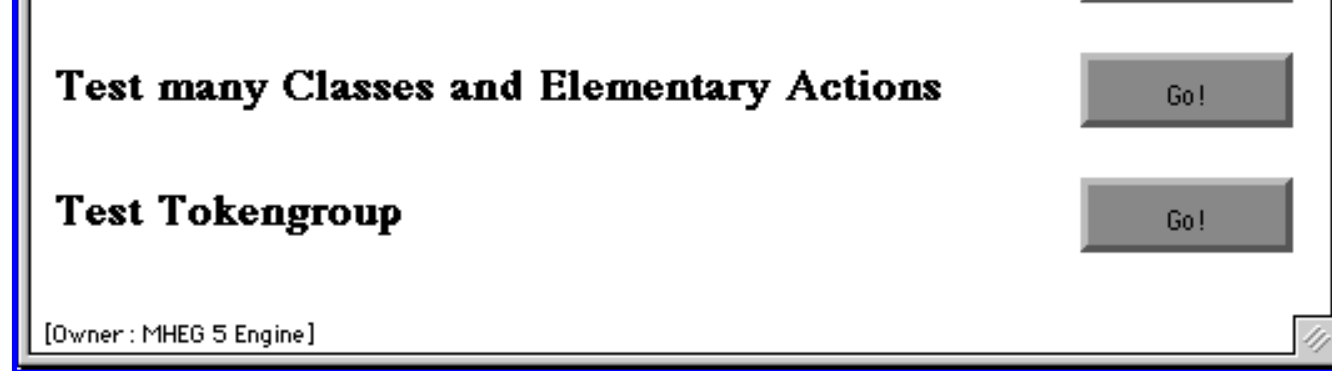 Test many Classes and Elementary Actions
Go!
Test Tokengroup
Go!
[Owner : MHEG 5 Engine]